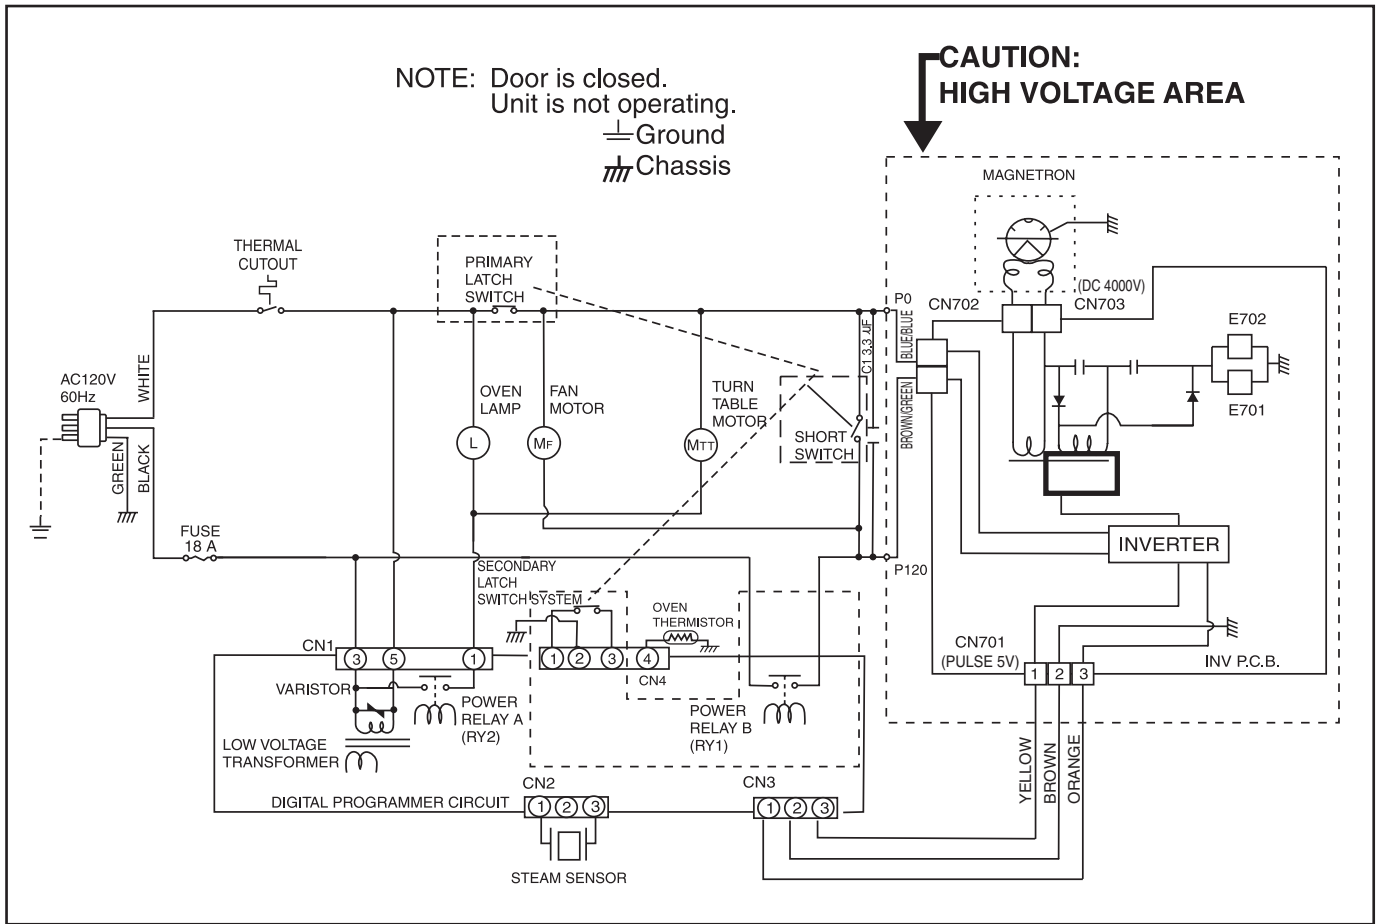 NOTE: Door is closed.
Unit is not operating.
Ground
Chassis
CAUTION:
HIGH VOLTAGE AREA
MAGNETRON
THERMAL
CUTOUT
PRIMARY
LATCH
SWITCH
(DC 4000V)
P0
CN702
CN703
BLUE/BLUE
C1 3.3 µF
E702
E701
AC120V
60Hz
WHITE
GREEN
BLACK
OVEN
LAMP
FAN
MOTOR
TURN
TABLE
MOTOR
L
MF
MTT
SHORT
SWITCH
BROWN/GREEN
FUSE
18 A
SECONDARY
LATCH
SWITCH SYSTEM
P120
INVERTER
OVEN
THERMISTOR
CN1
3
5
1
1
2
3
4
CN4
CN701
(PULSE 5V)
1
2
3
INV P.C.B.
VARISTOR
POWER
RELAY A
(RY2)
POWER
RELAY B
(RY1)
LOW VOLTAGE
TRANSFORMER
YELLOW
BROWN
ORANGE
CN2
CN3
DIGITAL PROGRAMMER CIRCUIT
1
2
3
1
2
3
STEAM SENSOR